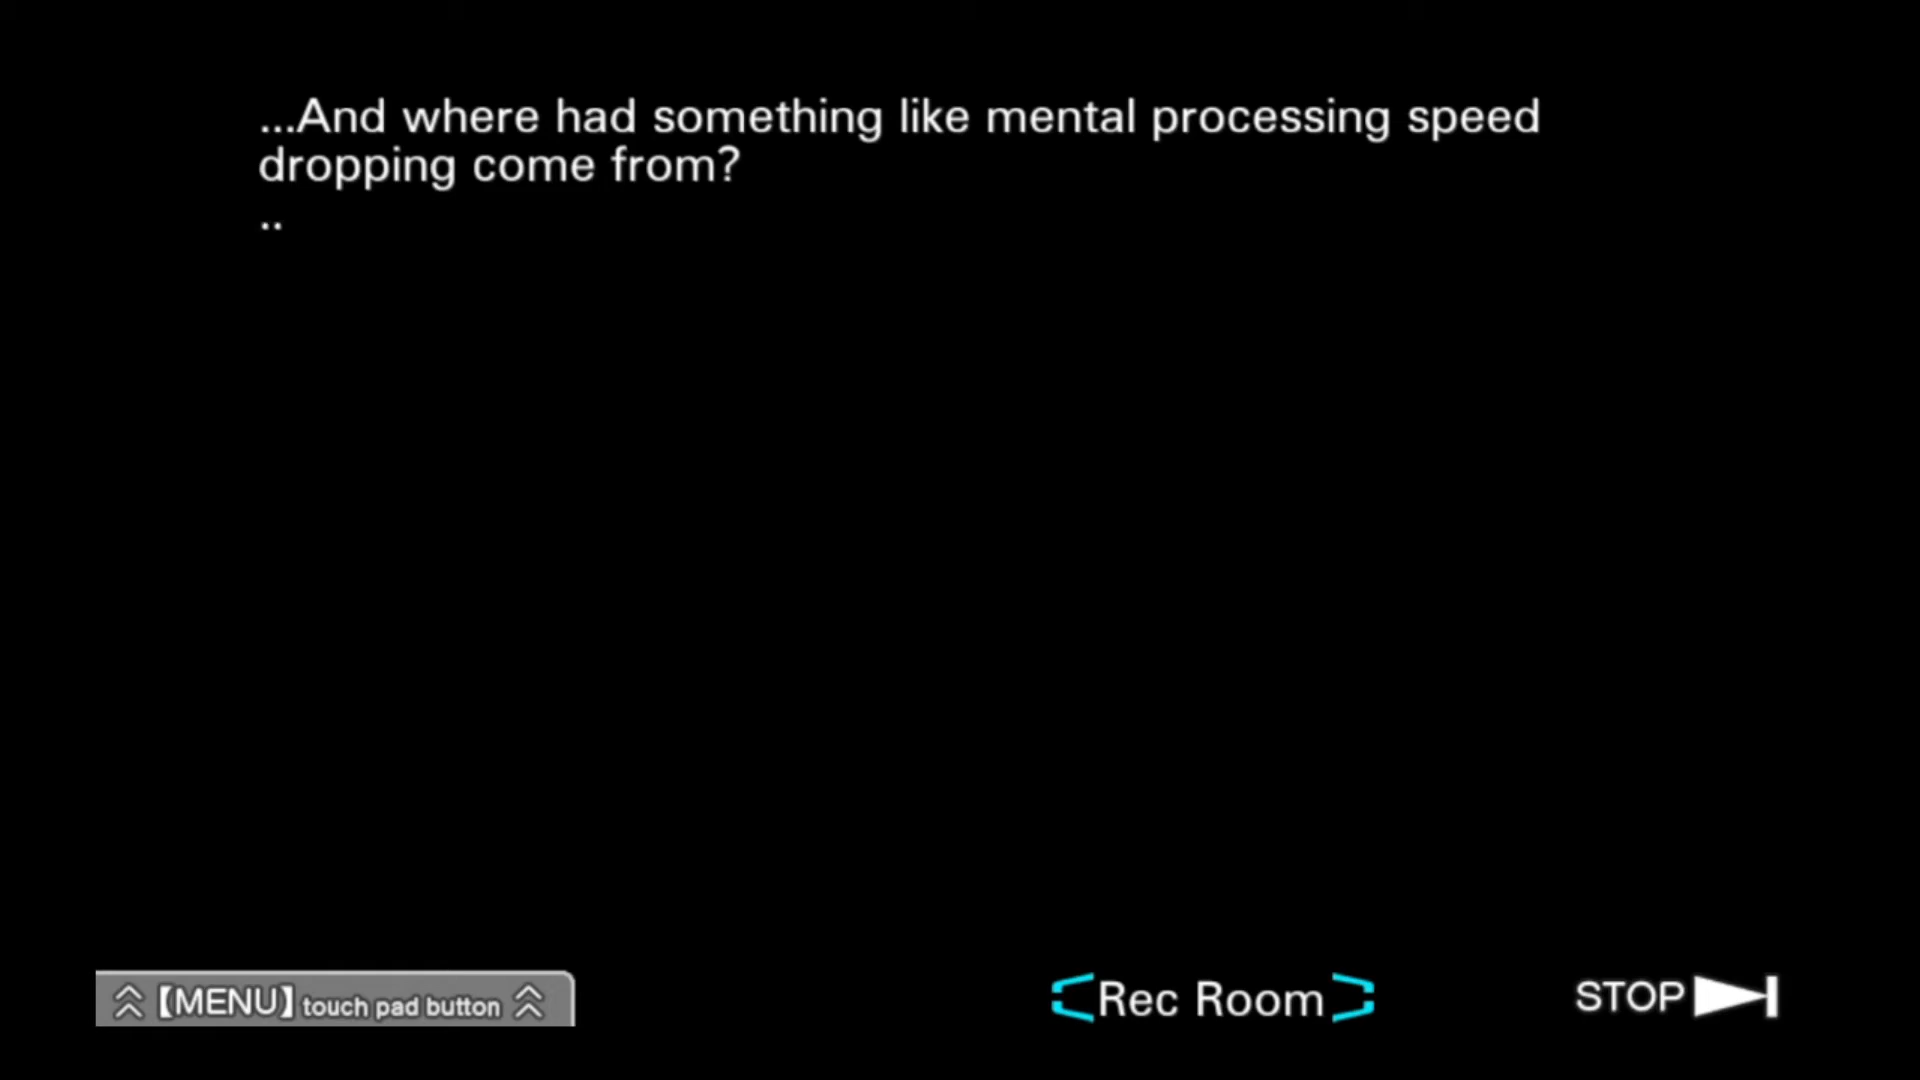 ...And where had something like mental processing speed
dropping come from?
..
【MENU】touch pad button
Rec Room
STOP